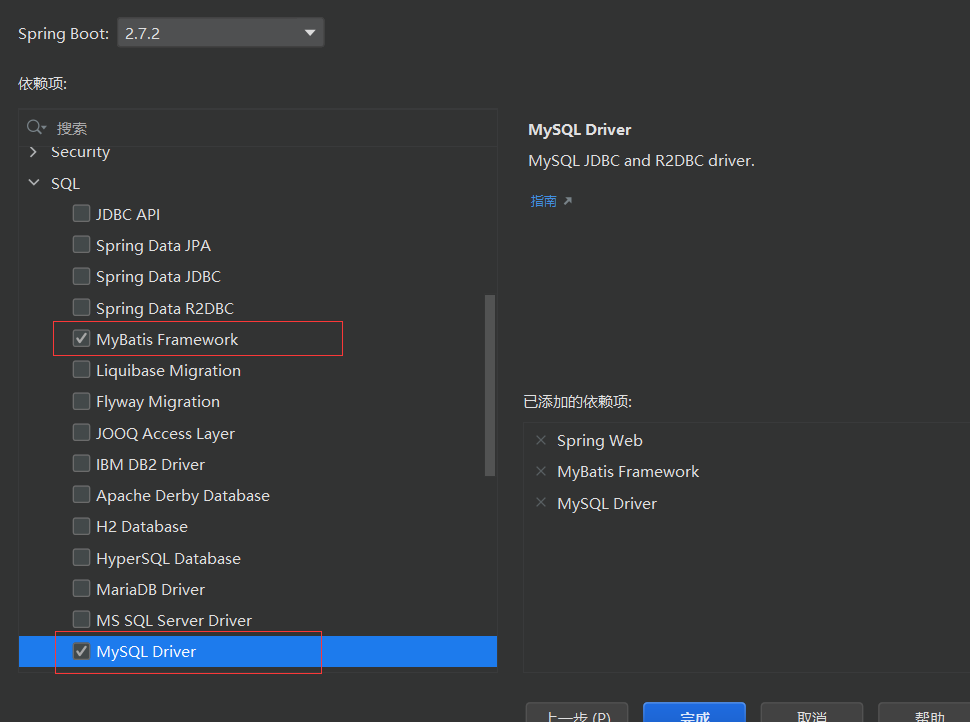 Spring Boot: 2.7.2
依赖项:
搜索
Security
SQL
JDBC API
Spring Data JPA
Spring Data JDBC
Spring Data R2DBC
MyBatis Framework
Liquibase Migration
Flyway Migration
JOOQ Access Layer
IBM DB2 Driver
Apache Derby Database
H2 Database
HyperSQL Database
MariaDB Driver
MS SQL Server Driver
MySQL Driver
MySQL Driver
MySQL JDBC and R2DBC driver.
指南
已添加的依赖项:
Spring Web
MyBatis Framework
MySQL Driver
上一步 (P) 完成 取消 帮助